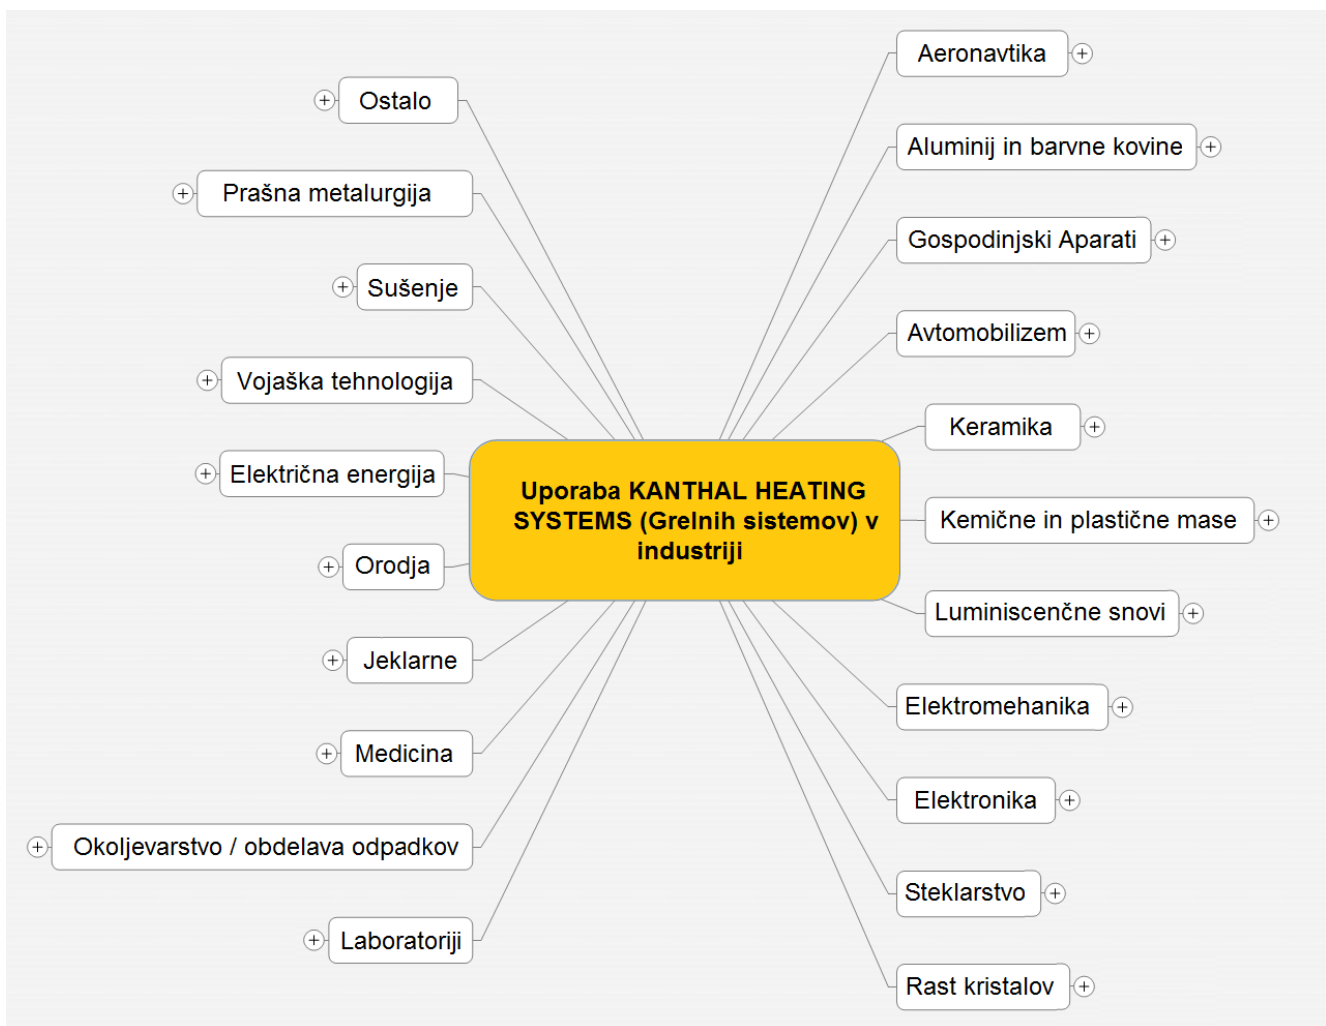 Uporaba KANTHAL HEATING
SYSTEMS (Grelnih sistemov) v
industriji
Aeronavtika
Aluminij in barvne kovine
Gospodinjski Aparati
Avtomobilizem
Keramika
Kemične in plastične mase
Luminiscenčne snovi
Elektromehanika
Elektronika
Steklarstvo
Rast kristalov
Ostalo
Prašna metalurgija
Sušenje
Vojaška tehnologija
Električna energija
Orodja
Jeklarne
Medicina
Okoljevarstvo / obdelava odpadkov
Laboratoriji